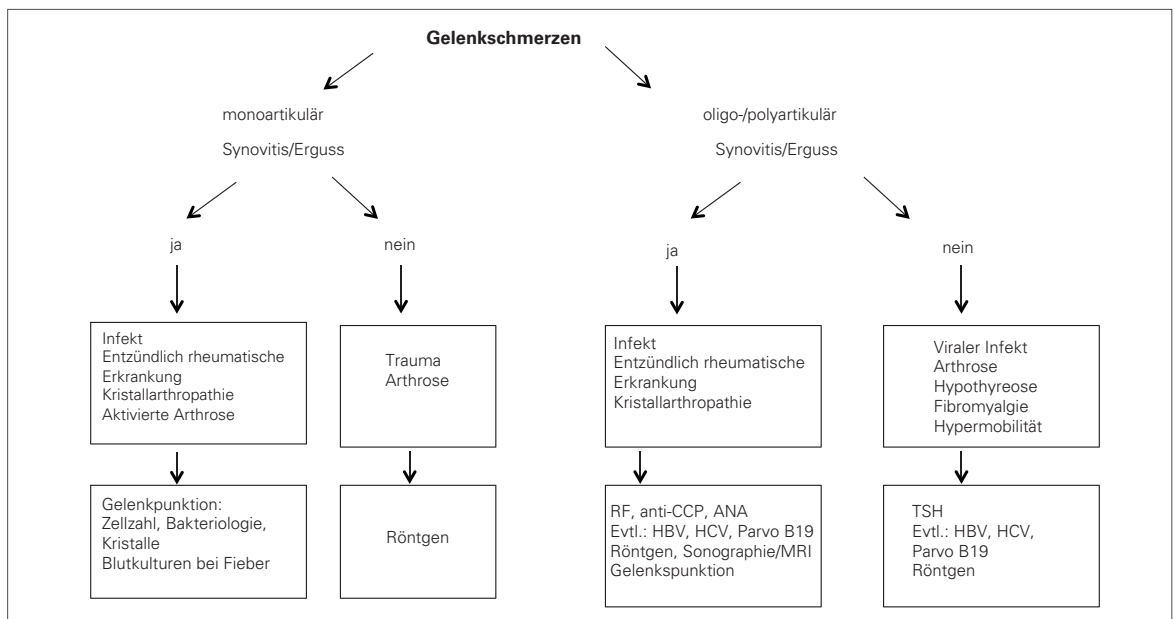 Gelenkschmerzen
monoartikulär
Synovitis/Erguss
oligo-/polyartikulär
Synovitis/Erguss
ja
nein
ja
nein
Infekt
Entzündlich rheumatische
Erkrankung
Kristallarthropathie
Aktivierte Arthrose
Trauma
Arthrose
Infekt
Entzündlich rheumatische
Erkrankung
Kristallarthropathie
Viraler Infekt
Arthrose
Hypothyreose
Fibromyalgie
Hypermobilität
Gelenkpunktion:
Zellzahl, Bakteriologie,
Kristalle
Blutkulturen bei Fieber
Röntgen
RF, anti-CCP, ANA
Evtl.: HBV, HCV, Parvo B19
Röntgen, Sonographie/MRI
Gelenkspunktion
TSH
Evtl.: HBV, HCV,
Parvo B19
Röntgen